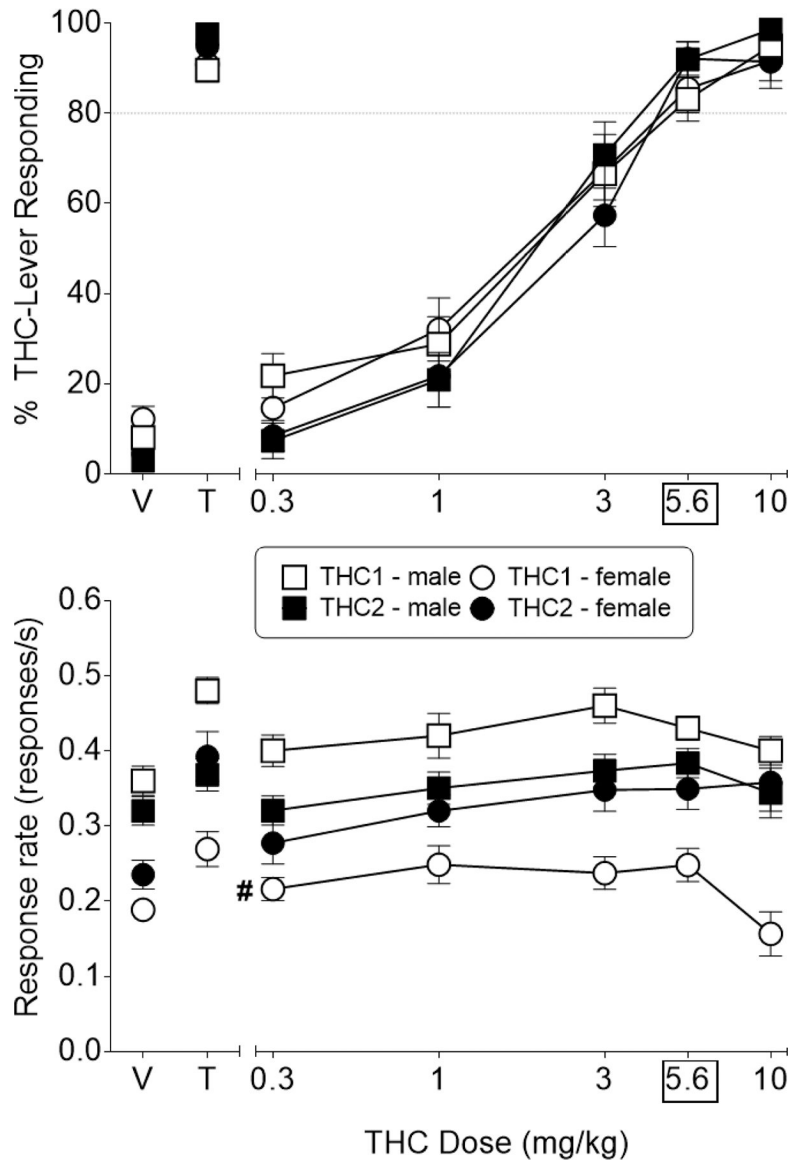 % THC-Lever Responding
100
80
60
40
20
0
V T 0.3 1 3 5.6 10
THC1 - male THC1 - female
THC2 - male THC2 - female
Response rate (responses/s)
0.6
0.5
0.4
0.3
0.2
0.1
0.0
#
V T 0.3 1 3 5.6 10
THC Dose (mg/kg)